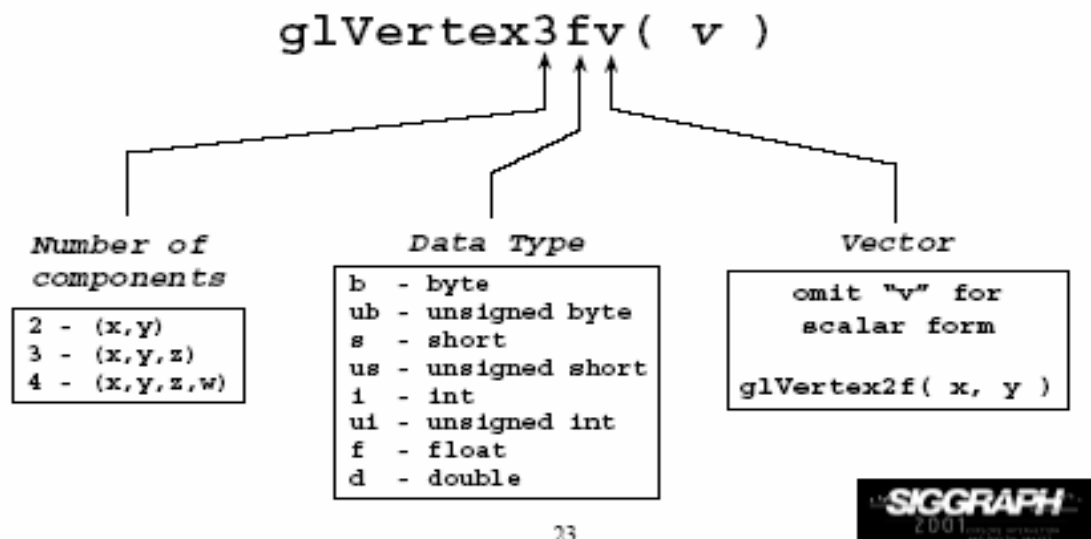 glVertex3fv( v )
Number of
components
2 - (x,y)
3 - (x,y,z)
4 - (x,y,z,w)
Data Type
b - byte
ub - unsigned byte
s - short
us - unsigned short
i - int
ui - unsigned int
f - float
d - double
Vector
omit “v” for
scalar form
glVertex2f( x, y )
23
SIGGRAPH
2001